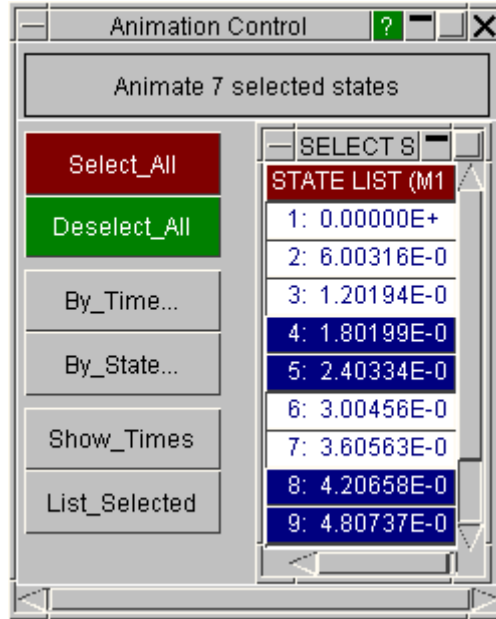 Animation Control ?
Animate 7 selected states
Select_All
Deselect_All
By_Time...
By_State...
Show_Times
List_Selected
SELECT S
STATE LIST (M1
1: 0.00000E+
2: 6.00316E-0
3: 1.20194E-0
4: 1.80199E-0
5: 2.40334E-0
6: 3.00456E-0
7: 3.60563E-0
8: 4.20658E-0
9: 4.80737E-0